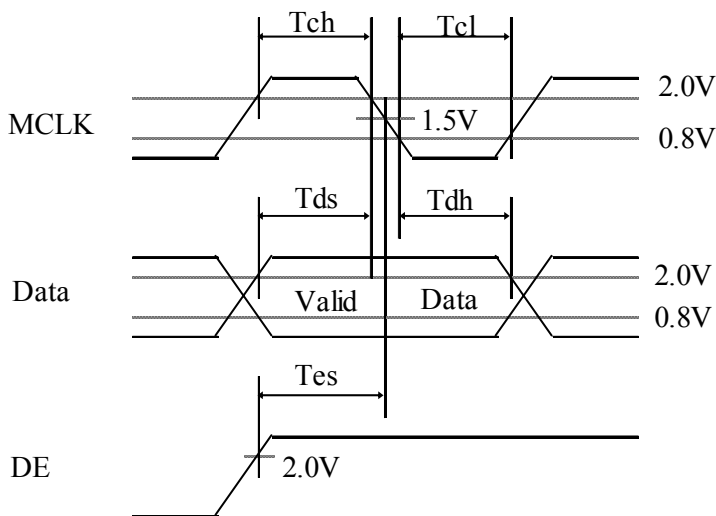 Tch
Tcl
2.0V
MCLK
1.5V
0.8V
Tds
Tdh
Data
2.0V
Valid
Data
0.8V
Tes
DE
2.0V